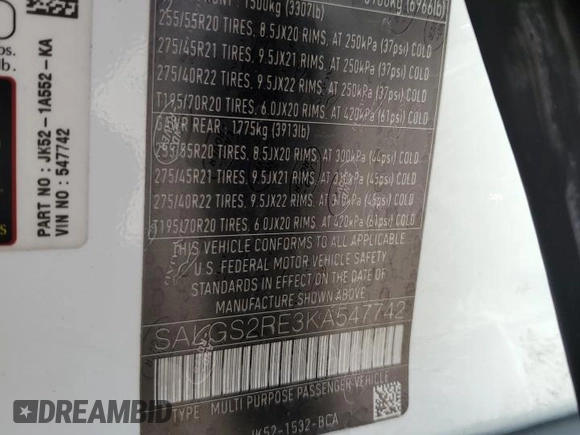 PART NO : JK52-1A552-KA
VIN NO : 547742
1500kg (3307lb)
255/55R20 TIRES, 8.5JX20 RIMS, AT 250kPa (37psi) COLD
275/45R21 TIRES, 9.5JX21 RIMS, AT 250kPa (37psi) COLD
275/40R22 TIRES, 9.5JX22 RIMS, AT 250kPa (37psi) COLD
T195/70R20 TIRES, 6.0JX20 RIMS, AT 420kPa (61psi) COLD
GAWR REAR : 1775kg (3913lb)
TIRES, 8.5JX20 RIMS, AT 300kPa (44psi) COLD
275/45R21 TIRES, 9.5JX21 RIMS, AT 310kPa (45psi) COLD
275/40R22 TIRES, 9.5JX22 RIMS, AT 310kPa (45psi) COLD
T195/70R20 TIRES, 6.0JX20 RIMS, AT 420kPa (61psi) COLD
THIS VEHICLE CONFORMS TO ALL APPLICABLE
U.S. FEDERAL MOTOR VEHICLE SAFETY
STANDARDS IN EFFECT ON THE DATE OF
MANUFACTURE SHOWN ABOVE
SALGS2RE3KA547742
TYPE : MULTI PURPOSE PASSENGER VEHICLE
JK52-1532-BCA
DREAMBID